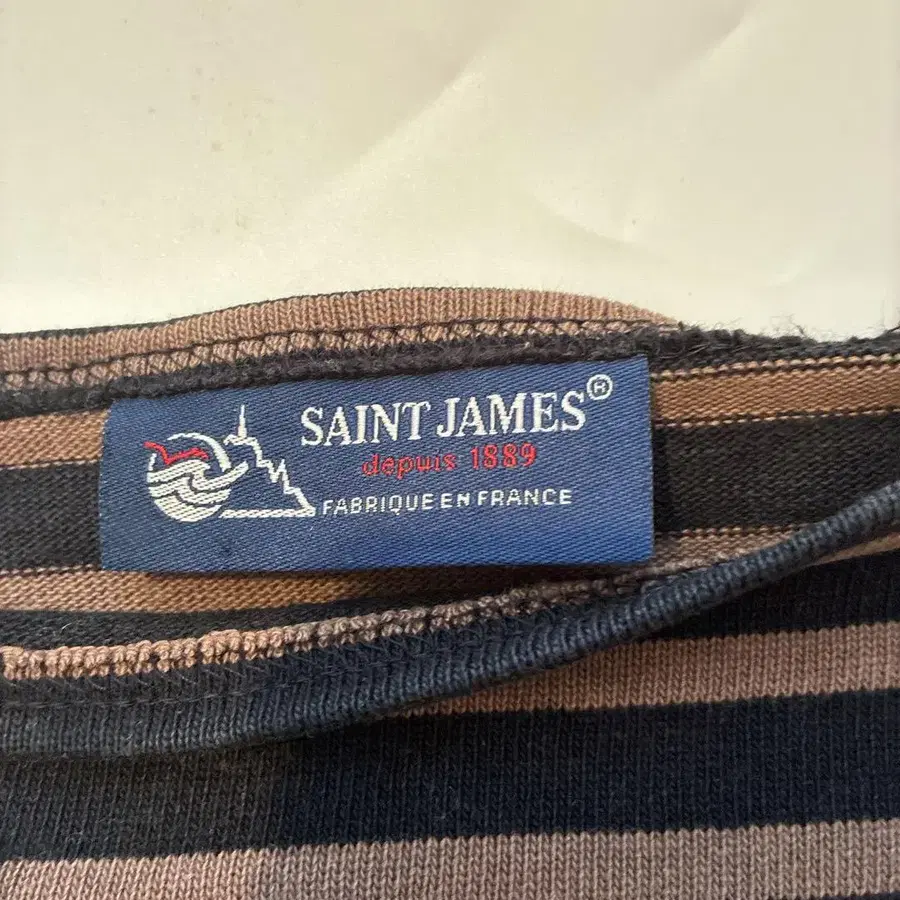 SAINT JAMES®
depuis 1889
FABRIQUE EN FRANCE